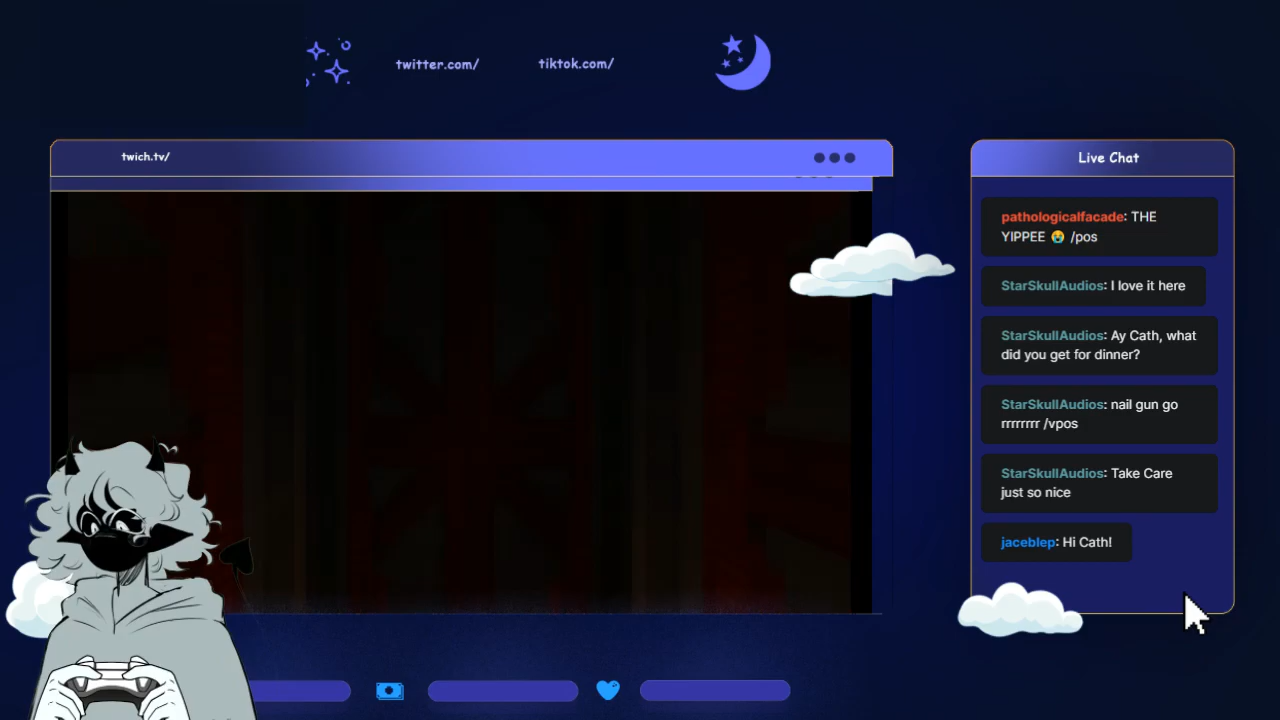 twitter.com/
tiktok.com/
twich.tv/
Live Chat
pathologicalfacade: THE
YIPPEE 😭 /pos
StarSkullAudios: I love it here
StarSkullAudios: Ay Cath, what
did you get for dinner?
StarSkullAudios: nail gun go
rrrrrrrr /vpos
StarSkullAudios: Take Care
just so nice
jaceblep: Hi Cath!